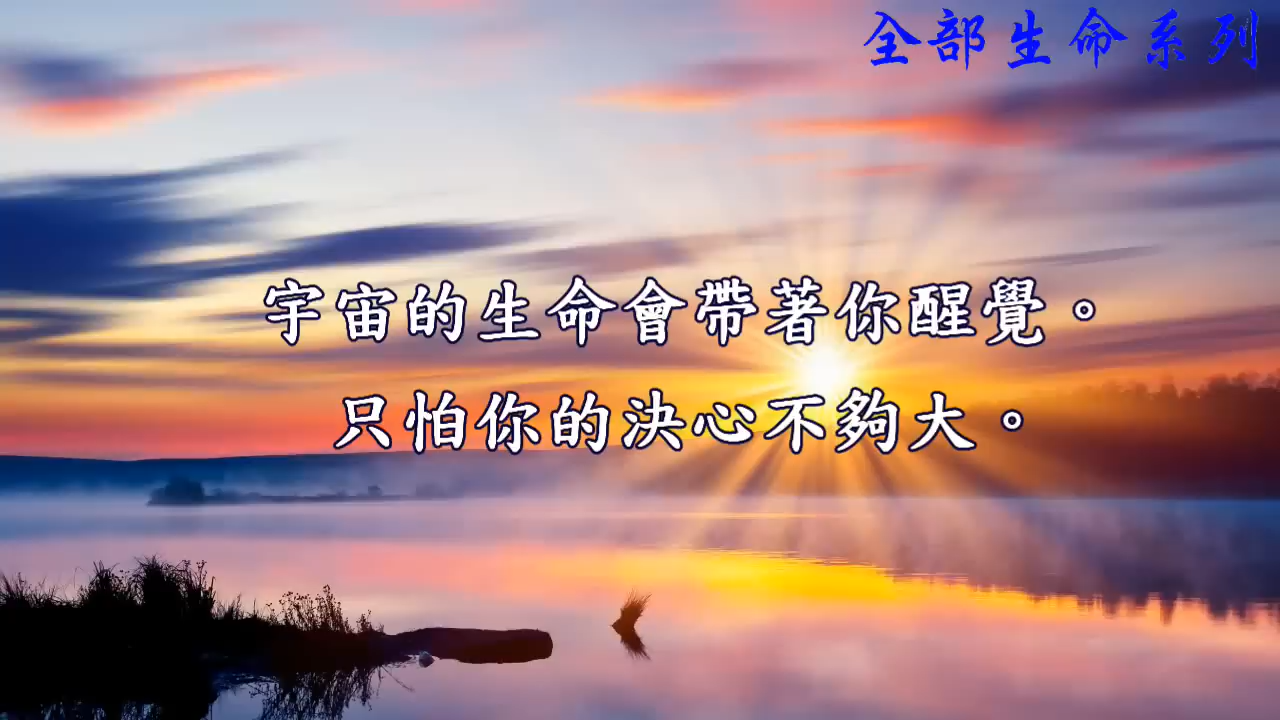 全部生命系列
宇宙的生命會帶著你醒覺。
只怕你的決心不夠大。